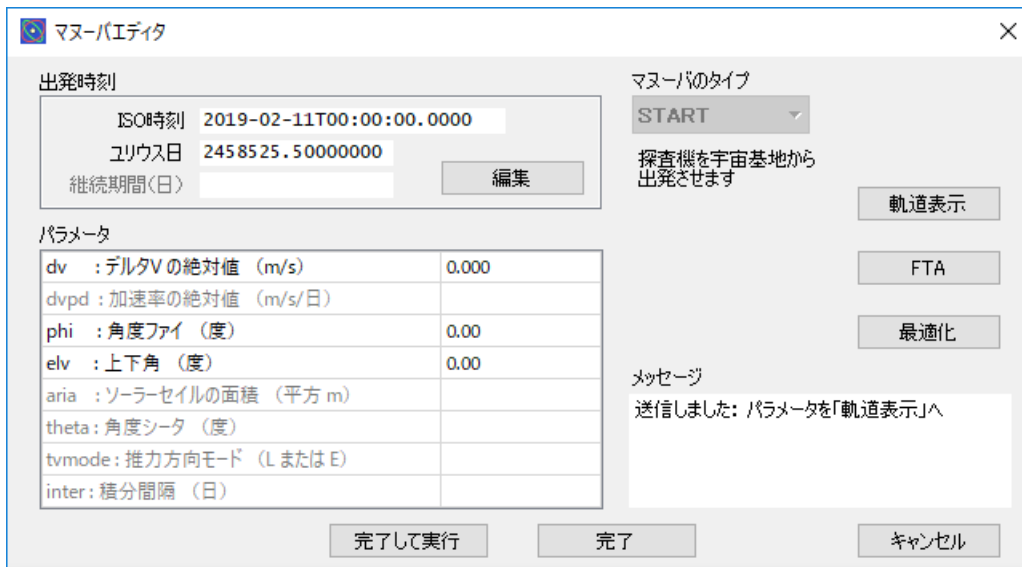 マヌーバエディタ
出発時刻
ISO時刻 2019-02-11T00:00:00.0000
ユリウス日 2458525.50000000
継続期間(日)
編集
マヌーバのタイプ
START
探査機を宇宙基地から
出発させます
軌道表示
FTA
最適化
パラメータ
dv : デルタV の絶対値 (m/s) 0.000
dvpd : 加速率の絶対値 (m/s/日)
phi : 角度ファイ (度) 0.00
elv : 上下角 (度) 0.00
aria : ソーラーセイルの面積 (平方 m)
theta : 角度シータ (度)
tvmode : 推力方向モード (L または E)
inter : 積分間隔 (日)
メッセージ
送信しました: パラメータを「軌道表示」へ
完了して実行
完了
キャンセル